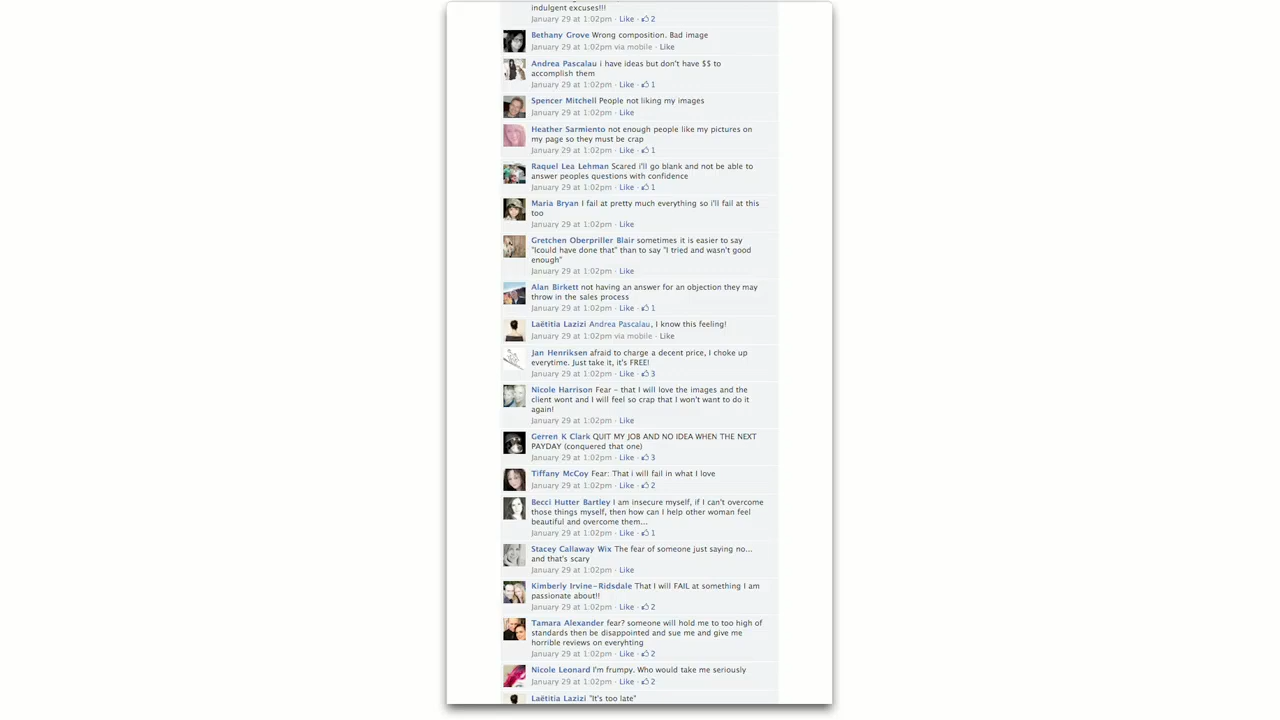 indulgent excuses!!!
January 29 at 1:02pm · Like · 2
Bethany Grove Wrong composition. Bad image
January 29 at 1:02pm via mobile · Like
Andrea Pascalau i have ideas but don't have $$ to
accomplish them
January 29 at 1:02pm · Like · 1
Spencer Mitchell People not liking my images
January 29 at 1:02pm · Like
Heather Sarmiento not enough people like my pictures on
my page so they must be crap
January 29 at 1:02pm · Like · 1
Raquel Lea Lehman Scared i'll go blank and not be able to
answer peoples questions with confidence
January 29 at 1:02pm · Like · 1
Maria Bryan I fail at pretty much everything so i'll fail at this
too
January 29 at 1:02pm · Like
Gretchen Oberpriller Blair sometimes it is easier to say
"Icould have done that" than to say "I tried and wasn't good
enough"
January 29 at 1:02pm · Like
Alan Birkett not having an answer for an objection they may
throw in the sales process
January 29 at 1:02pm · Like · 1
Laëtitia Lazizi Andrea Pascalau, I know this feeling!
January 29 at 1:02pm via mobile · Like
Jan Henriksen afraid to charge a decent price, I choke up
everytime. Just take it, it's FREE!
January 29 at 1:02pm · Like · 3
Nicole Harrison Fear - that I will love the images and the
client wont and I will feel so crap that I won't want to do it
again!
January 29 at 1:02pm · Like
Gerren K Clark QUIT MY JOB AND NO IDEA WHEN THE NEXT
PAYDAY (conquered that one)
January 29 at 1:02pm · Like · 3
Tiffany McCoy Fear: That i will fail in what I love
January 29 at 1:02pm · Like · 2
Becci Hutter Bartley I am insecure myself, if I can't overcome
those things myself, then how can I help other woman feel
beautiful and overcome them...
January 29 at 1:02pm · Like · 1
Stacey Callaway Wix The fear of someone just saying no...
and that's scary
January 29 at 1:02pm · Like
Kimberly Irvine-Ridsdale That I will FAIL at something I am
passionate about!!
January 29 at 1:02pm · Like · 2
Tamara Alexander fear? someone will hold me to too high of
standards then be disappointed and sue me and give me
horrible reviews on everyhting
January 29 at 1:02pm · Like · 2
Nicole Leonard I'm frumpy. Who would take me seriously
January 29 at 1:02pm · Like · 2
Laëtitia Lazizi "It's too late"